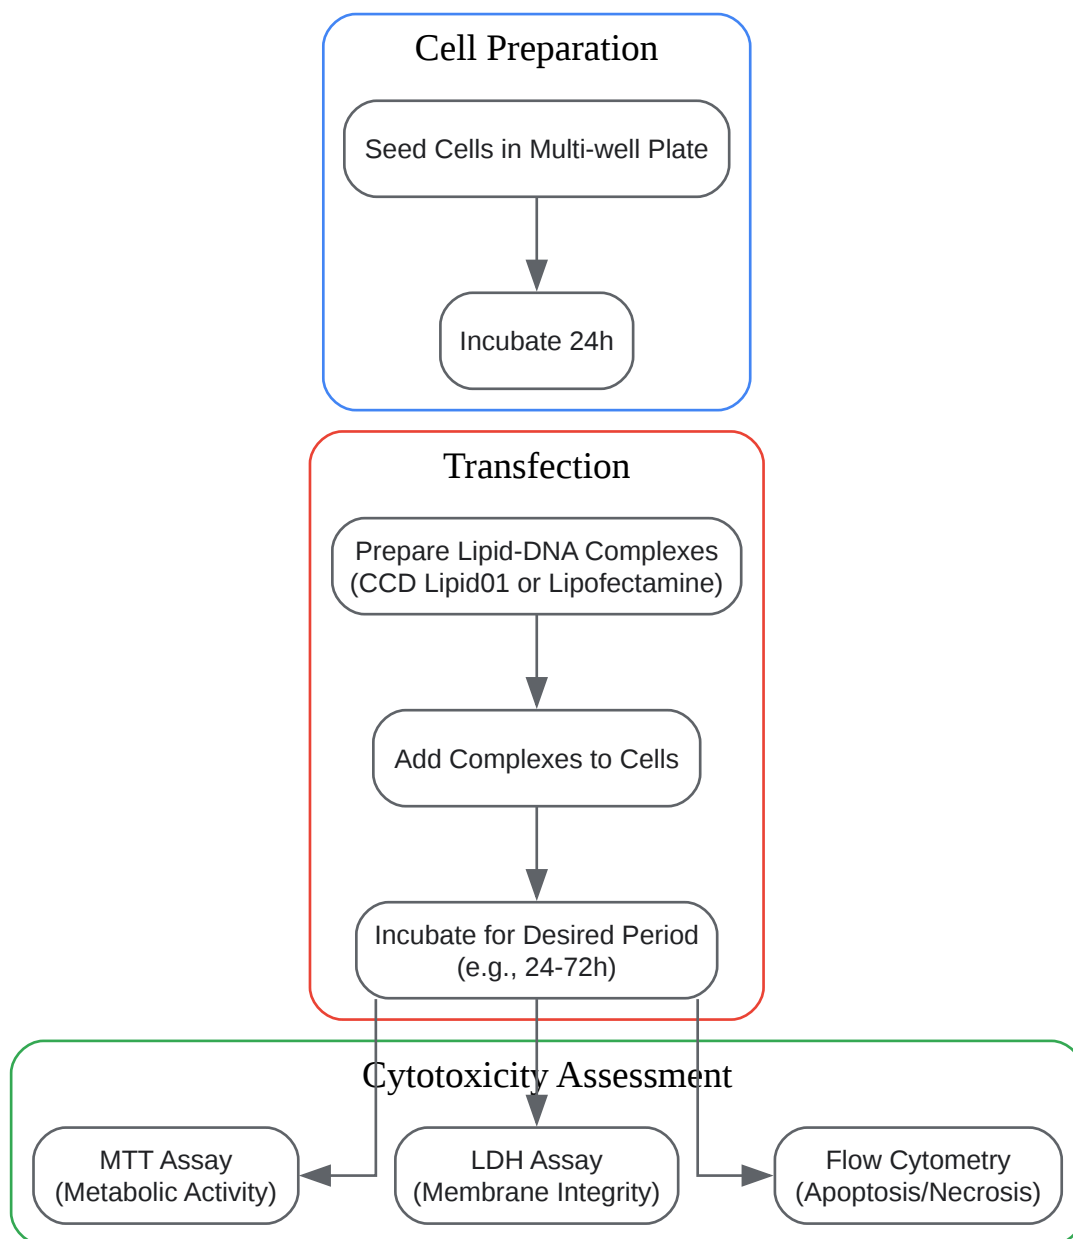 Cell Preparation
Seed Cells in Multi-well Plate
Incubate 24h
Transfection
Prepare Lipid-DNA Complexes
(CCD Lipid01 or Lipofectamine)
Add Complexes to Cells
Incubate for Desired Period
(e.g., 24-72h)
Cytotoxicity Assessment
MTT Assay
(Metabolic Activity)
LDH Assay
(Membrane Integrity)
Flow Cytometry
(Apoptosis/Necrosis)